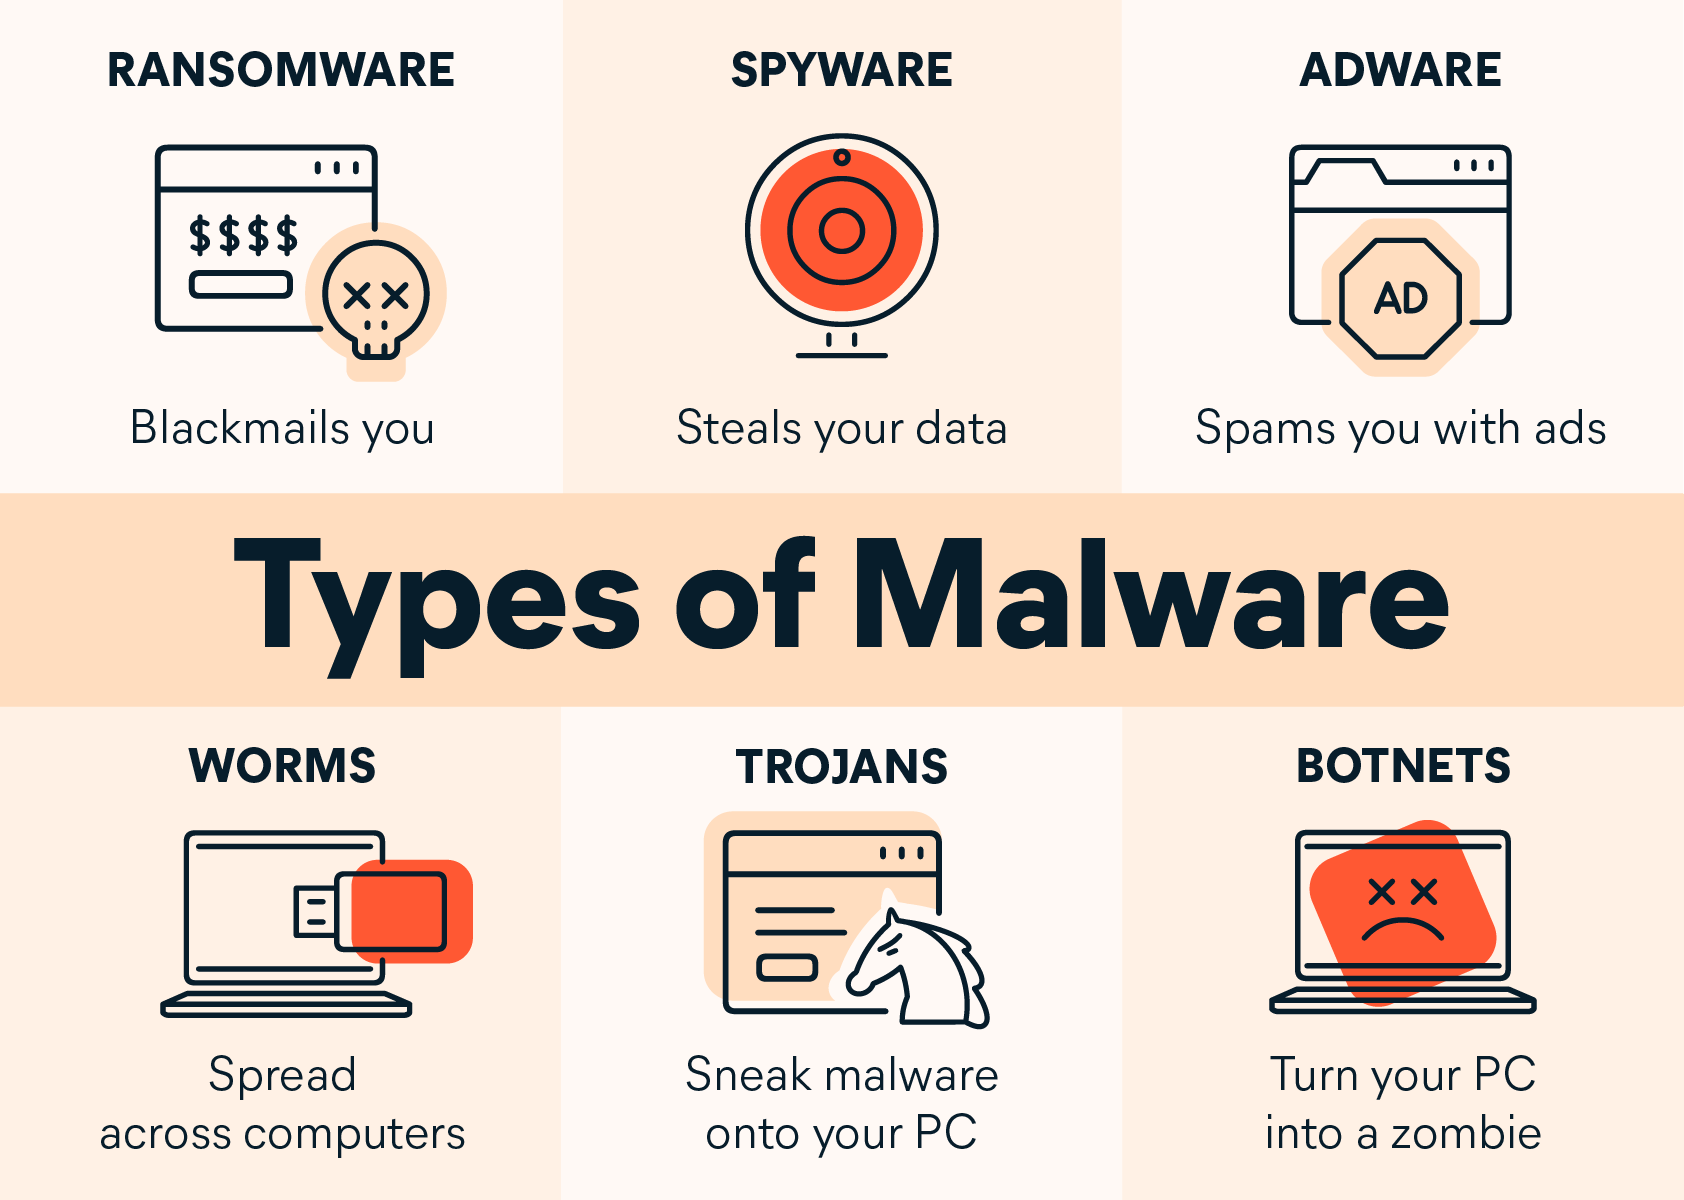 RANSOMWARE
SPYWARE
ADWARE
$$$$
AD
Blackmails you
Steals your data
Spams you with ads
Types of Malware
WORMS
TROJANS
BOTNETS
Spread
across computers
Sneak malware
onto your PC
Turn your PC
into a zombie